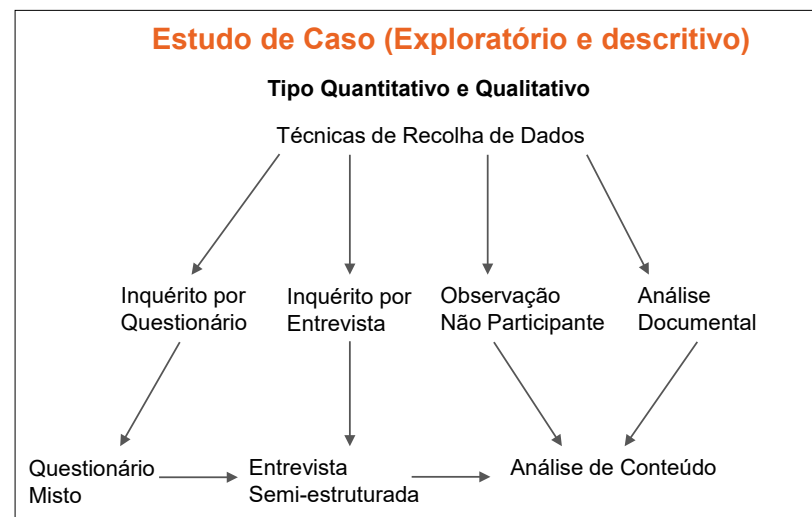 Estudo de Caso (Exploratório e descritivo)
Tipo Quantitativo e Qualitativo
Técnicas de Recolha de Dados
Inquérito por
Questionário
Inquérito por
Entrevista
Observação
Não Participante
Análise
Documental
Questionário
Misto
Entrevista
Semi-estruturada
Análise de Conteúdo